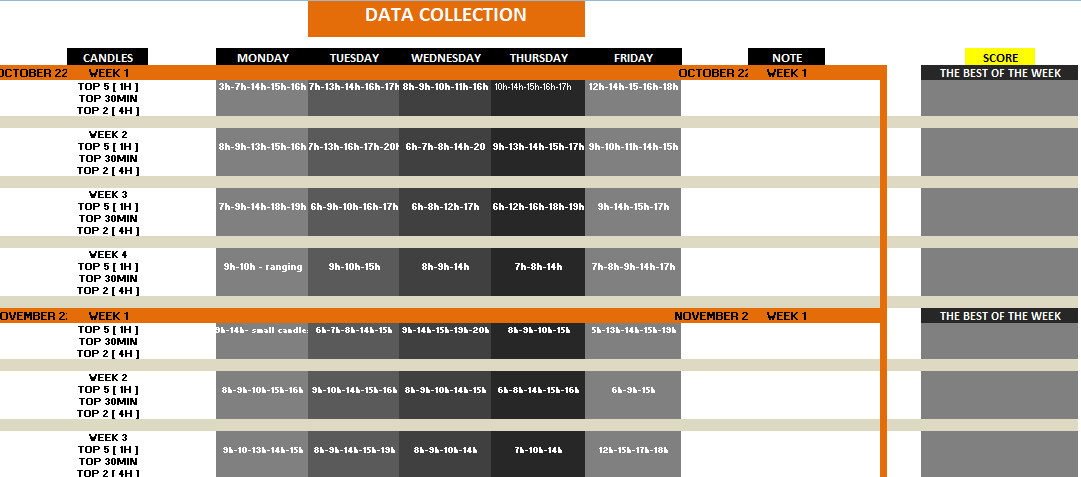 DATA COLLECTION
CANDLES MONDAY TUESDAY WEDNESDAY THURSDAY FRIDAY NOTE SCORE
OCTOBER 22 WEEK 1 OCTOBER 22 WEEK 1 THE BEST OF THE WEEK
TOP 5 [ 1H ] 3h-7h-14h-15h-16h 7h-13h-14h-16h-17h 8h-9h-10h-11h-16h 10h-14h-15h-16h-17h 12h-14h-15-16h-18h
TOP 30MIN
TOP 2 [ 4H ]
WEEK 2
TOP 5 [ 1H ] 8h-9h-13h-15h-16h 7h-13h-16h-17h-20h 6h-7h-8h-14h-20 9h-13h-14h-15h-17h 9h-10h-11h-14h-15h
TOP 30MIN
TOP 2 [ 4H ]
WEEK 3
TOP 5 [ 1H ] 7h-9h-14h-18h-19h 6h-9h-10h-16h-17h 6h-8h-12h-17h 6h-12h-16h-18h-19h 9h-14h-15h-17h
TOP 30MIN
TOP 2 [ 4H ]
WEEK 4
TOP 5 [ 1H ] 9h-10h - ranging 9h-10h-15h 8h-9h-14h 7h-8h-14h 7h-8h-9h-14h-17h
TOP 30MIN
TOP 2 [ 4H ]
OVEMBER 2 WEEK 1 NOVEMBER 2 WEEK 1 THE BEST OF THE WEEK
TOP 5 [ 1H ] 9h-14h- small candle 6h-7h-8h-14h-15h 9h-14h-15h-19h-20h 8h-9h-10h-15h 5h-13h-14h-15h-19h
TOP 30MIN
TOP 2 [ 4H ]
WEEK 2
TOP 5 [ 1H ] 8h-9h-10h-15h-16h 9h-10h-14h-15h-16h 8h-9h-10h-14h-15h 6h-8h-14h-15h-16h 6h-9h-15h
TOP 30MIN
TOP 2 [ 4H ]
WEEK 3
TOP 5 [ 1H ] 9h-10-13h-14h-15h 8h-9h-14h-15h-19h 8h-9h-10h-14h 7h-10h-14h 12h-15h-17h-18h
TOP 30MIN
TOP 2 [ 4H ]